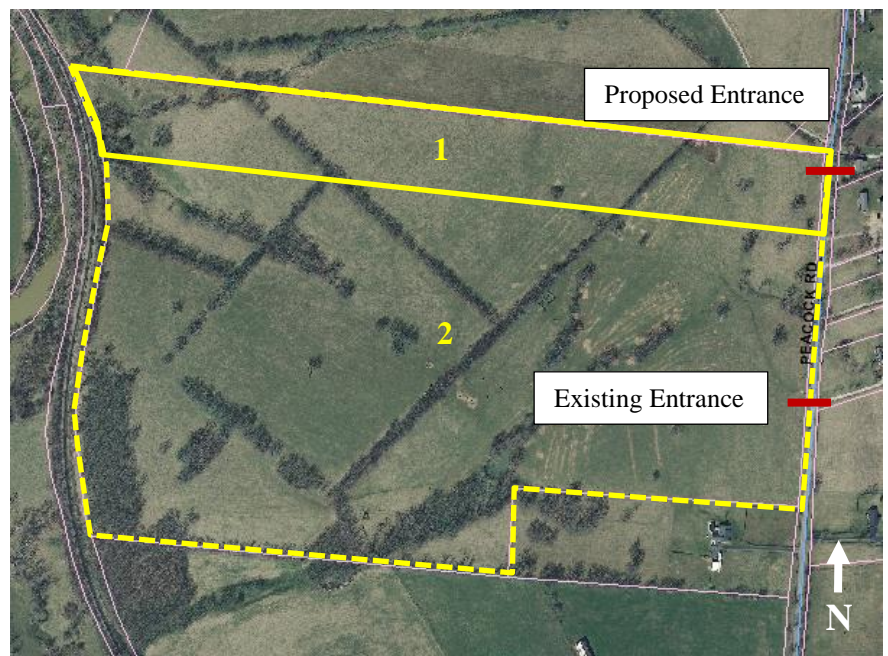 Proposed Entrance
1
PEACOCK RD
2
Existing Entrance
N